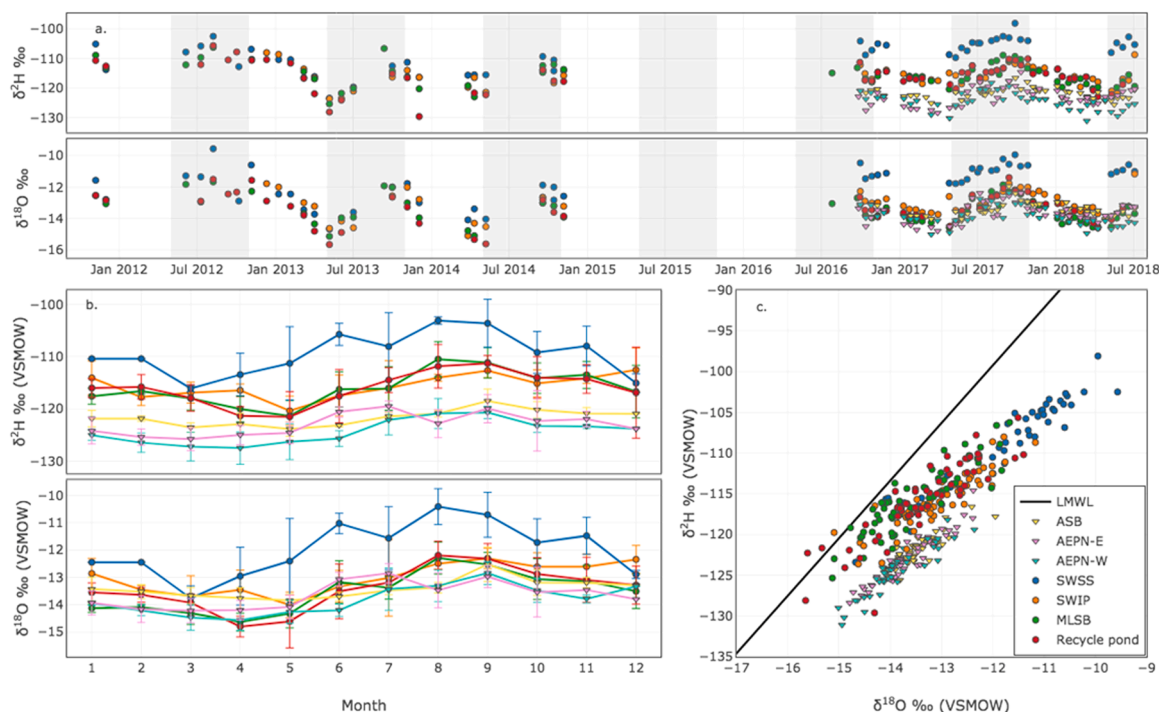 a.
δ²H ‰
−100
−110
−120
−130
δ¹⁸O ‰
−10
−12
−14
−16
Jan 2012 Jul 2012 Jan 2013 Jul 2013 Jan 2014 Jul 2014 Jan 2015 Jul 2015 Jan 2016 Jul 2016 Jan 2017 Jul 2017 Jan 2018 Jul 2018
b.
δ²H ‰ (VSMOW)
−100
−110
−120
−130
δ¹⁸O ‰ (VSMOW)
−10
−11
−12
−13
−14
−15
1 2 3 4 5 6 7 8 9 10 11 12
Month
c.
δ²H ‰ (VSMOW)
−90
−95
−100
−105
−110
−115
−120
−125
−130
−135
−17 −16 −15 −14 −13 −12 −11 −10 −9
δ¹⁸O ‰ (VSMOW)
LMWL
ASB
AEPN-E
AEPN-W
SWSS
SWIP
MLSB
Recycle pond